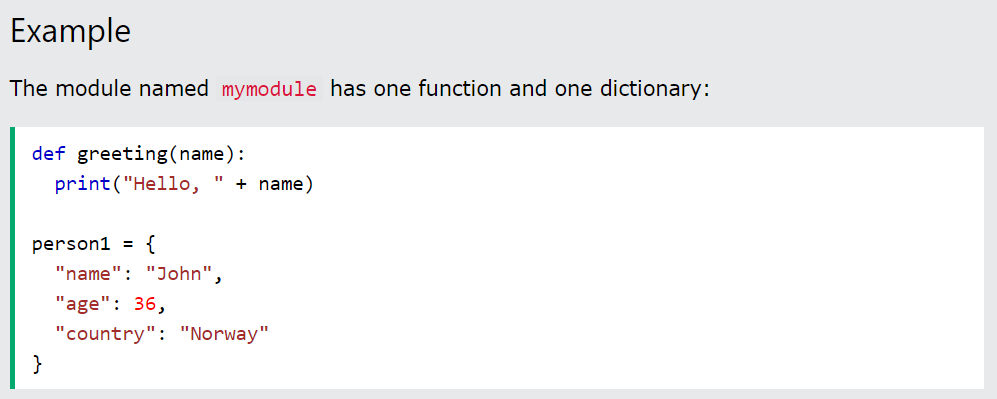 Example
The module named mymodule has one function and one dictionary:
def greeting(name):
  print("Hello, " + name)

person1 = {
  "name": "John",
  "age": 36,
  "country": "Norway"
}